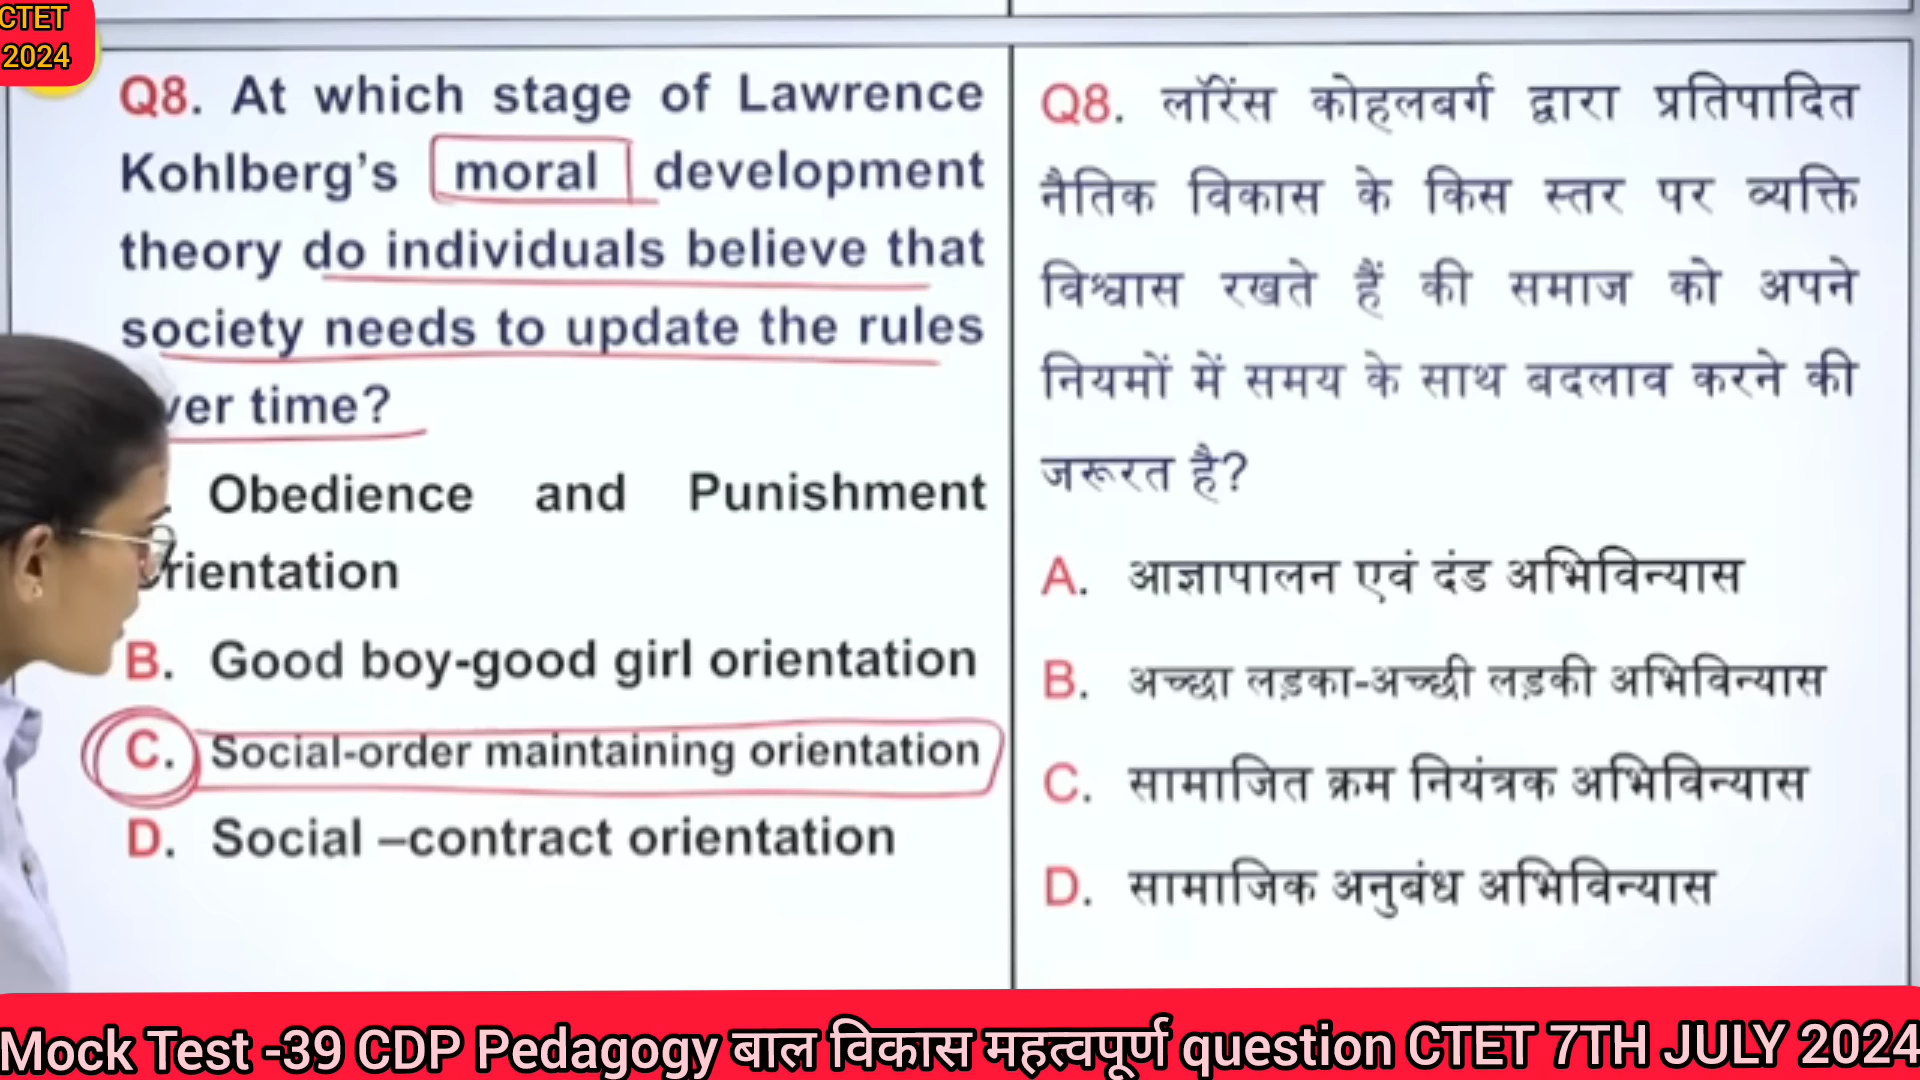 CTET
2024
Q8. At which stage of Lawrence
Kohlberg's moral development
theory do individuals believe that
society needs to update the rules
time?
Obedience and Punishment
B. Good boy-good girl orientation
C. Social-order maintaining orientation
D. Social –contract orientation
Q8. लॉरेंस कोहलबर्ग द्वारा प्रतिपादित
नैतिक विकास के किस स्तर पर व्यक्ति
विश्वास रखते हैं की समाज को अपने
नियमों में समय के साथ बदलाव करने की
जरूरत है?
A. आज्ञापालन एवं दंड अभिविन्यास
B. अच्छा लड़का-अच्छी लड़की अभिविन्यास
C. सामाजित क्रम नियंत्रक अभिविन्यास
D. सामाजिक अनुबंध अभिविन्यास
Mock Test -39 CDP Pedagogy बाल विकास महत्वपूर्ण question CTET 7TH JULY 2024